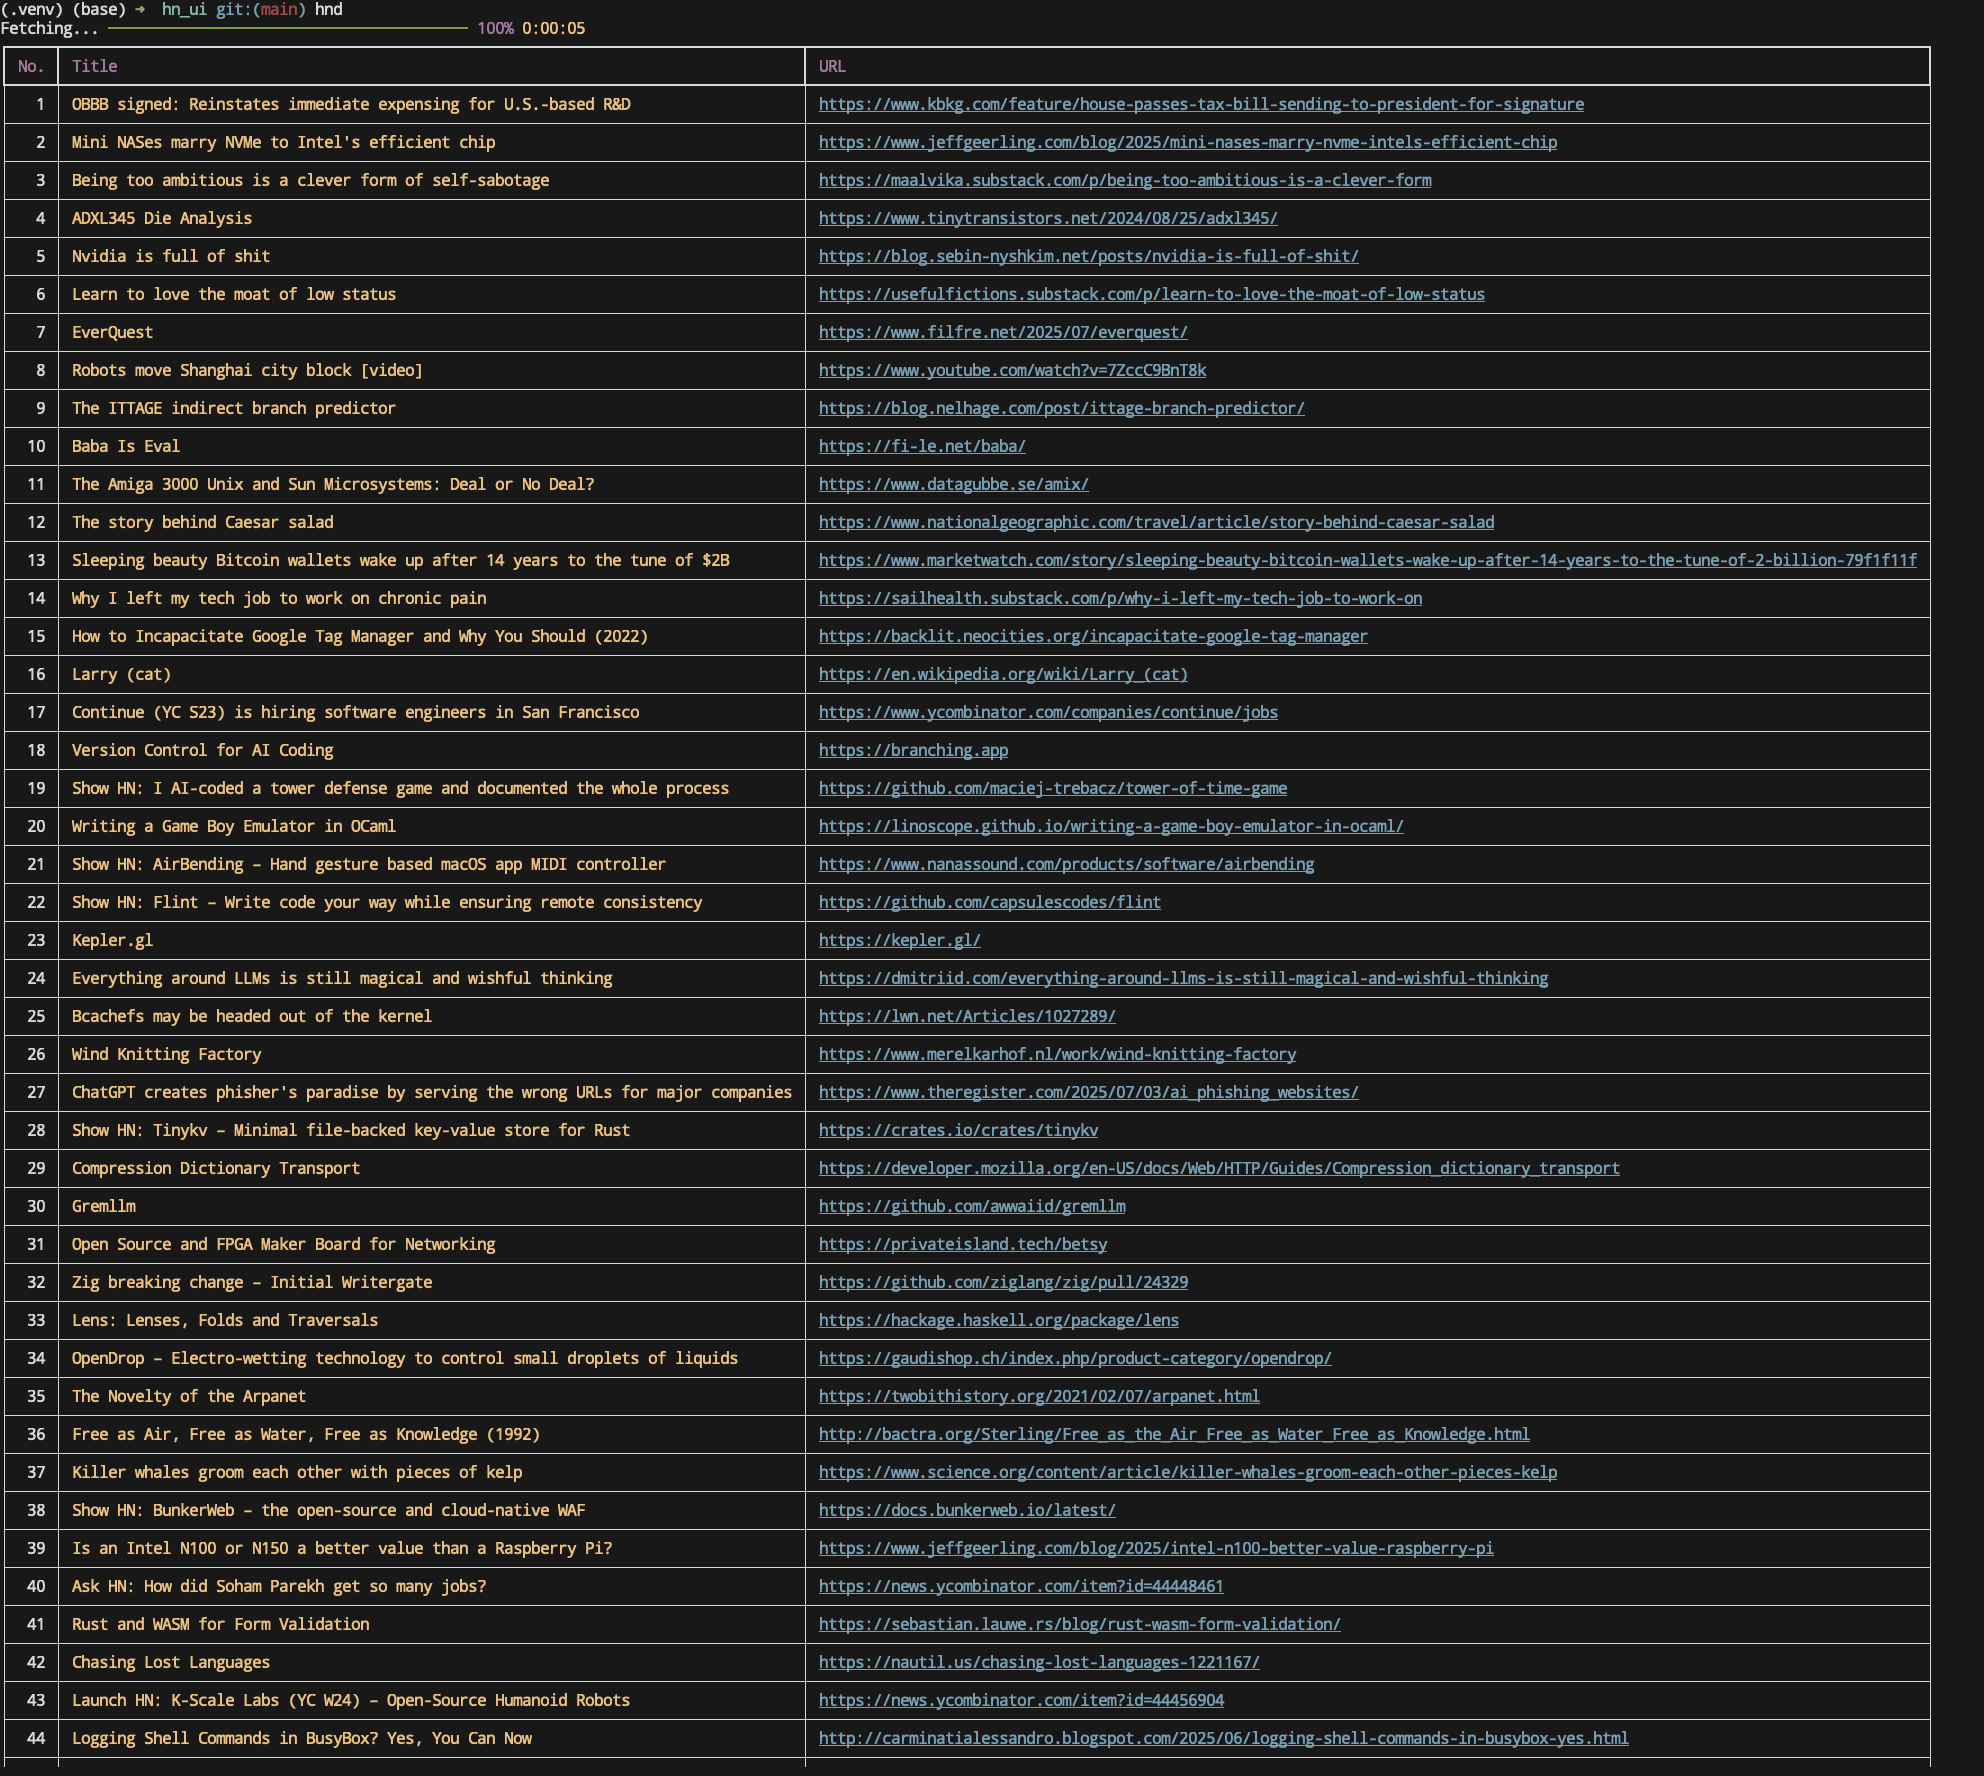 (.venv) (base) ➜  hn_ui git:(main) hnd
Fetching... 100% 0:00:05
No. Title URL
1 OBBB signed: Reinstates immediate expensing for U.S.-based R&D https://www.kbkg.com/feature/house-passes-tax-bill-sending-to-president-for-signature
2 Mini NASes marry NVMe to Intel's efficient chip https://www.jeffgeerling.com/blog/2025/mini-nases-marry-nvme-intels-efficient-chip
3 Being too ambitious is a clever form of self-sabotage https://maalvika.substack.com/p/being-too-ambitious-is-a-clever-form
4 ADXL345 Die Analysis https://www.tinytransistors.net/2024/08/25/adxl345/
5 Nvidia is full of shit https://blog.sebin-nyshkim.net/posts/nvidia-is-full-of-shit/
6 Learn to love the moat of low status https://usefulfictions.substack.com/p/learn-to-love-the-moat-of-low-status
7 EverQuest https://www.filfre.net/2025/07/everquest/
8 Robots move Shanghai city block [video] https://www.youtube.com/watch?v=7ZccC9BnT8k
9 The ITTAGE indirect branch predictor https://blog.nelhage.com/post/ittage-branch-predictor/
10 Baba Is Eval https://fi-le.net/baba/
11 The Amiga 3000 Unix and Sun Microsystems: Deal or No Deal? https://www.datagubbe.se/amix/
12 The story behind Caesar salad https://www.nationalgeographic.com/travel/article/story-behind-caesar-salad
13 Sleeping beauty Bitcoin wallets wake up after 14 years to the tune of $2B https://www.marketwatch.com/story/sleeping-beauty-bitcoin-wallets-wake-up-after-14-years-to-the-tune-of-2-billion-79f1f11f
14 Why I left my tech job to work on chronic pain https://sailhealth.substack.com/p/why-i-left-my-tech-job-to-work-on
15 How to Incapacitate Google Tag Manager and Why You Should (2022) https://backlit.neocities.org/incapacitate-google-tag-manager
16 Larry (cat) https://en.wikipedia.org/wiki/Larry_(cat)
17 Continue (YC S23) is hiring software engineers in San Francisco https://www.ycombinator.com/companies/continue/jobs
18 Version Control for AI Coding https://branching.app
19 Show HN: I AI-coded a tower defense game and documented the whole process https://github.com/maciej-trebacz/tower-of-time-game
20 Writing a Game Boy Emulator in OCaml https://linoscope.github.io/writing-a-game-boy-emulator-in-ocaml/
21 Show HN: AirBending – Hand gesture based macOS app MIDI controller https://www.nanassound.com/products/software/airbending
22 Show HN: Flint – Write code your way while ensuring remote consistency https://github.com/capsulescodes/flint
23 Kepler.gl https://kepler.gl/
24 Everything around LLMs is still magical and wishful thinking https://dmitriid.com/everything-around-llms-is-still-magical-and-wishful-thinking
25 Bcachefs may be headed out of the kernel https://lwn.net/Articles/1027289/
26 Wind Knitting Factory https://www.merelkarhof.nl/work/wind-knitting-factory
27 ChatGPT creates phisher's paradise by serving the wrong URLs for major companies https://www.theregister.com/2025/07/03/ai_phishing_websites/
28 Show HN: Tinykv – Minimal file-backed key-value store for Rust https://crates.io/crates/tinykv
29 Compression Dictionary Transport https://developer.mozilla.org/en-US/docs/Web/HTTP/Guides/Compression_dictionary_transport
30 Gremllm https://github.com/awwaiid/gremllm
31 Open Source and FPGA Maker Board for Networking https://privateisland.tech/betsy
32 Zig breaking change – Initial Writergate https://github.com/ziglang/zig/pull/24329
33 Lens: Lenses, Folds and Traversals https://hackage.haskell.org/package/lens
34 OpenDrop – Electro-wetting technology to control small droplets of liquids https://gaudishop.ch/index.php/product-category/opendrop/
35 The Novelty of the Arpanet https://twobithistory.org/2021/02/07/arpanet.html
36 Free as Air, Free as Water, Free as Knowledge (1992) http://bactra.org/Sterling/Free_as_the_Air_Free_as_Water_Free_as_Knowledge.html
37 Killer whales groom each other with pieces of kelp https://www.science.org/content/article/killer-whales-groom-each-other-pieces-kelp
38 Show HN: BunkerWeb – the open-source and cloud-native WAF https://docs.bunkerweb.io/latest/
39 Is an Intel N100 or N150 a better value than a Raspberry Pi? https://www.jeffgeerling.com/blog/2025/intel-n100-better-value-raspberry-pi
40 Ask HN: How did Soham Parekh get so many jobs? https://news.ycombinator.com/item?id=44448461
41 Rust and WASM for Form Validation https://sebastian.lauwe.rs/blog/rust-wasm-form-validation/
42 Chasing Lost Languages https://nautil.us/chasing-lost-languages-1221167/
43 Launch HN: K-Scale Labs (YC W24) – Open-Source Humanoid Robots https://news.ycombinator.com/item?id=44456904
44 Logging Shell Commands in BusyBox? Yes, You Can Now http://carminatialessandro.blogspot.com/2025/06/logging-shell-commands-in-busybox-yes.html